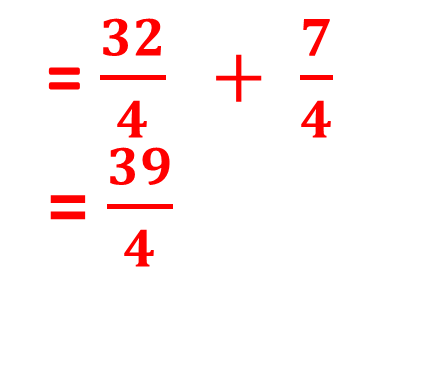 = 32/4 + 7/4
= 39/4